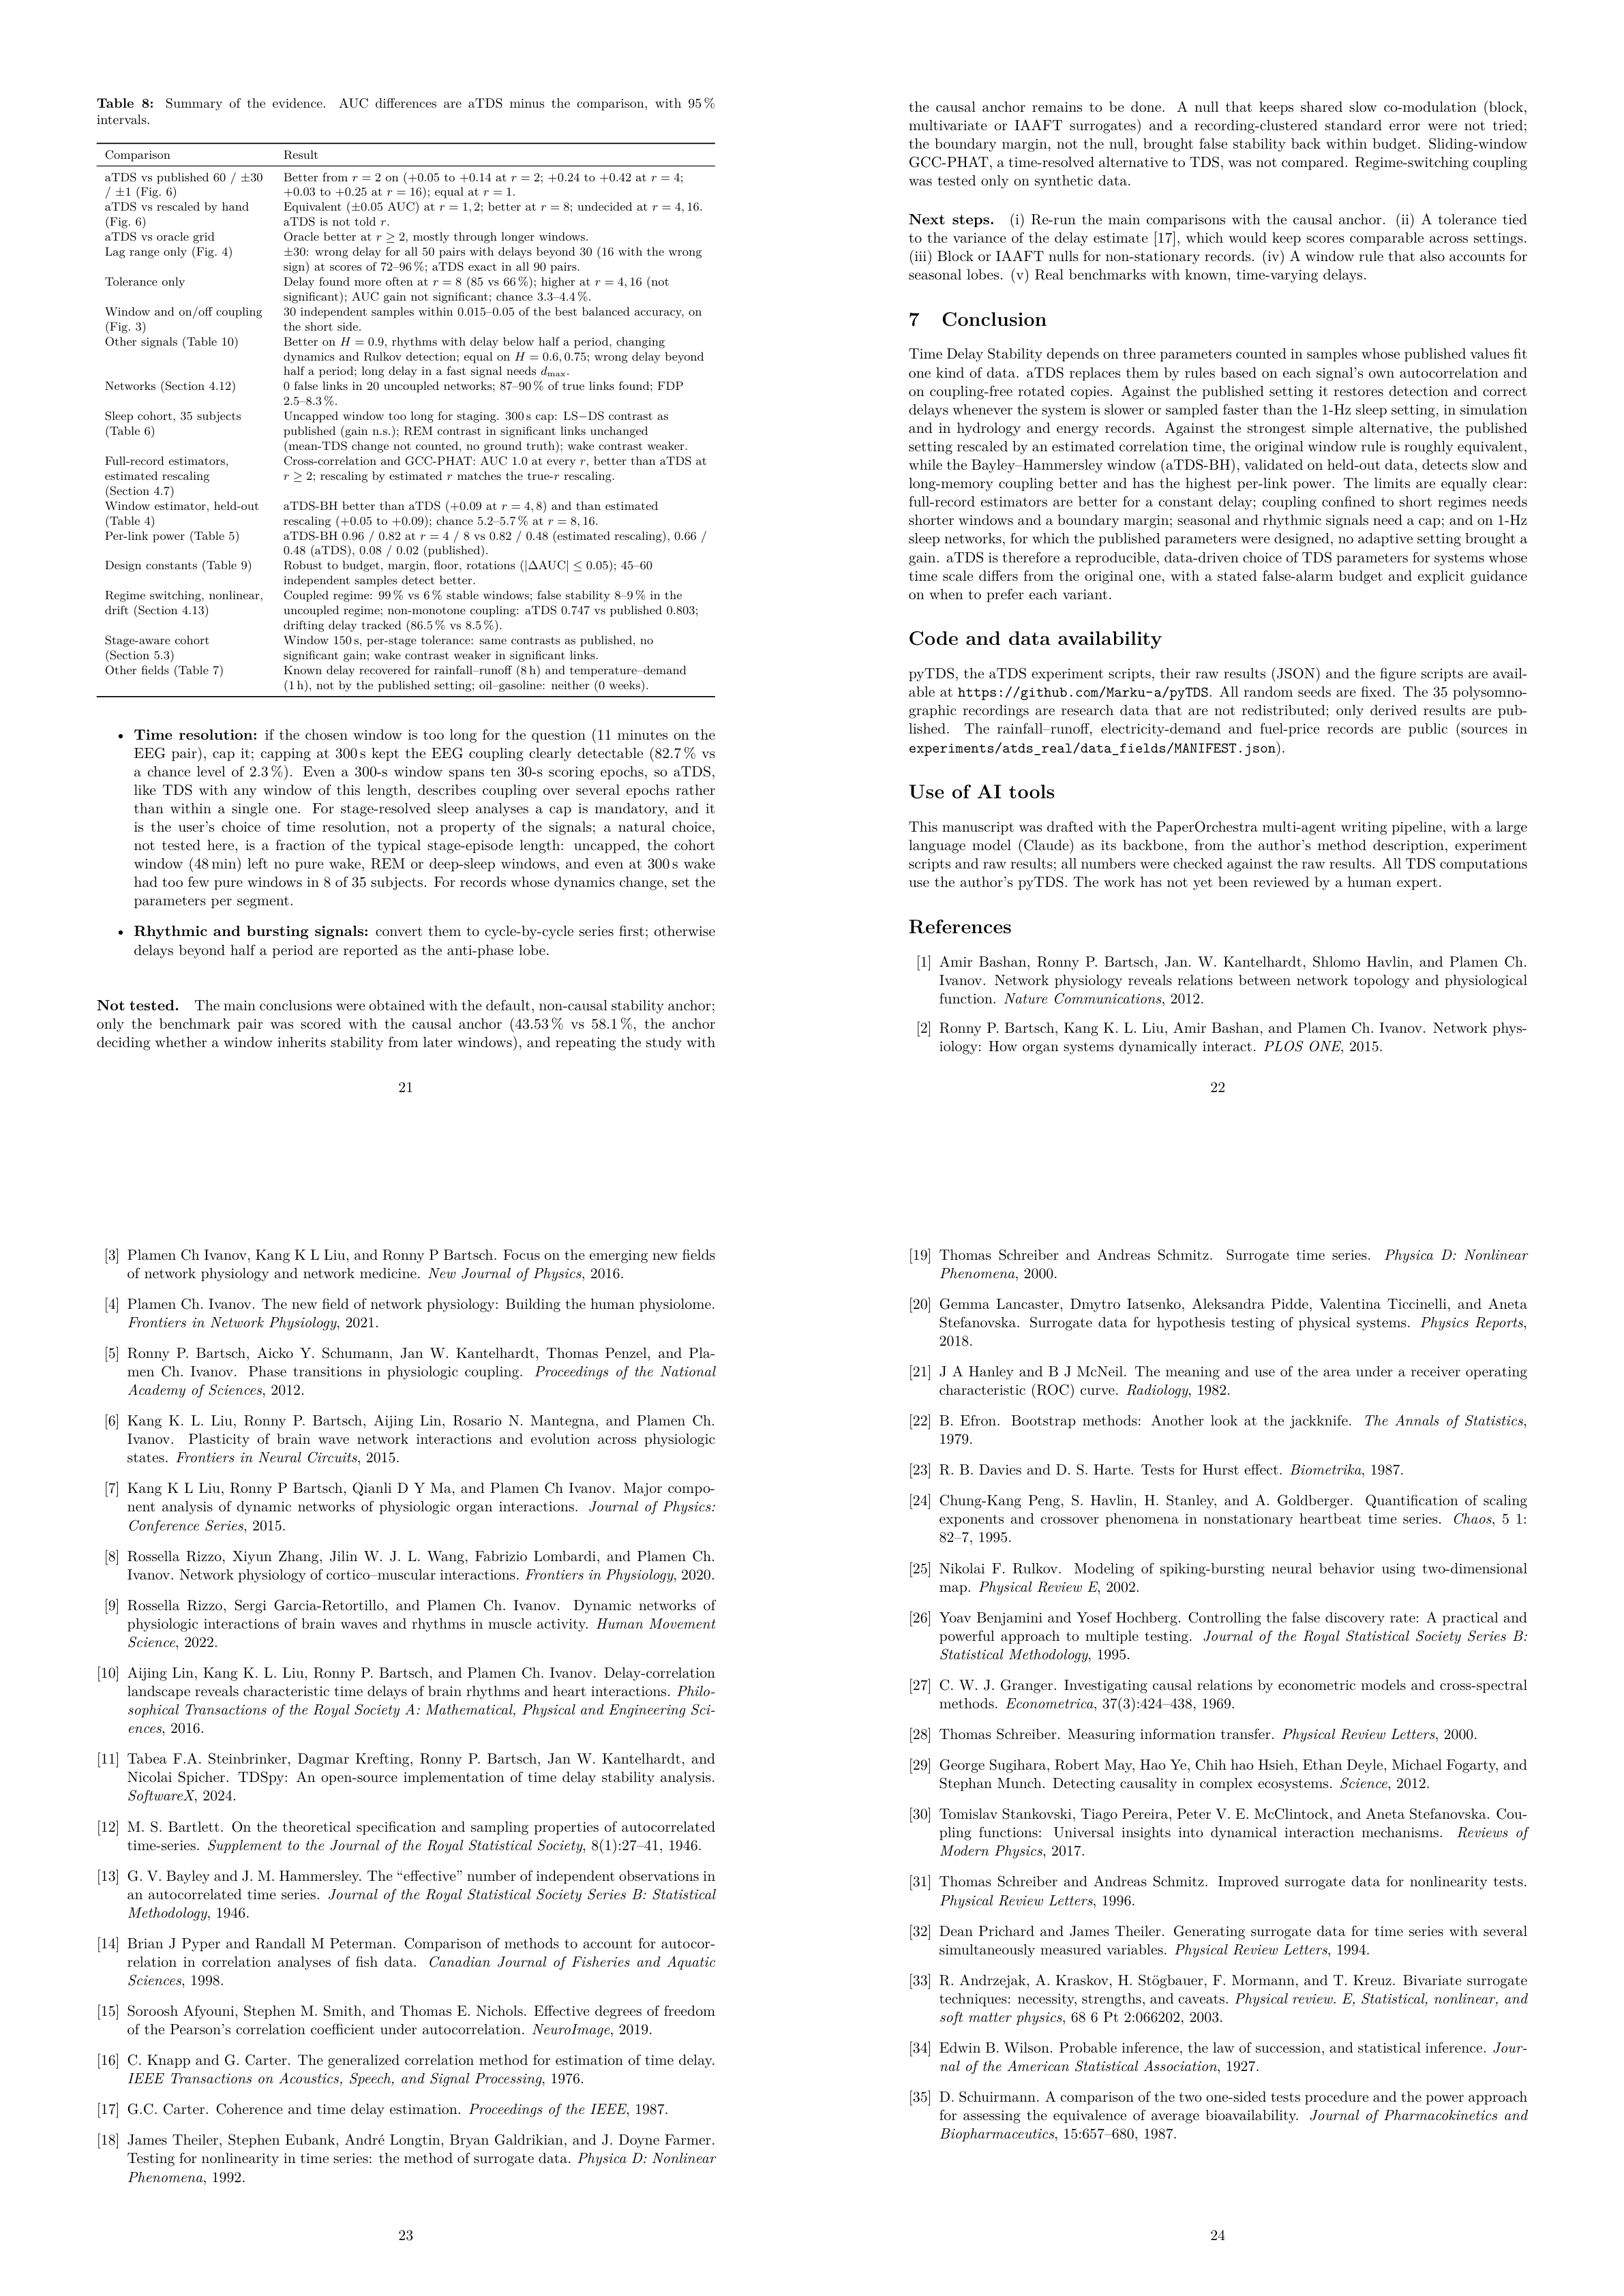 Table 8: Summary of the evidence. AUC differences are aTDS minus the comparison, with 95 %
intervals.
Comparison Result
aTDS vs published 60 / ±30 Better from r = 2 on (+0.05 to +0.14 at r = 2; +0.24 to +0.42 at r = 4;
/ ±1 (Fig. 6) +0.03 to +0.25 at r = 16); equal at r = 1.
aTDS vs rescaled by hand Equivalent (±0.05 AUC) at r = 1, 2; better at r = 8; undecided at r = 4, 16.
(Fig. 6) aTDS is not told r.
aTDS vs oracle grid Oracle better at r ≥ 2, mostly through longer windows.
Lag range only (Fig. 4) ±30: wrong delay for all 50 pairs with delays beyond 30 (16 with the wrong
sign) at scores of 72–96 %; aTDS exact in all 90 pairs.
Tolerance only Delay found more often at r = 8 (85 vs 66 %); higher at r = 4, 16 (not
significant); AUC gain not significant; chance 3.3–4.4 %.
Window and on/off coupling 30 independent samples within 0.015–0.05 of the best balanced accuracy, on
(Fig. 3) the short side.
Other signals (Table 10) Better on H = 0.9, rhythms with delay below half a period, changing
dynamics and Rulkov detection; equal on H = 0.6, 0.75; wrong delay beyond
half a period; long delay in a fast signal needs dmax.
Networks (Section 4.12) 0 false links in 20 uncoupled networks; 87–90 % of true links found; FDP
2.5–8.3 %.
Sleep cohort, 35 subjects Uncapped window too long for staging. 300 s cap: LS−DS contrast as
(Table 6) published (gain n.s.); REM contrast in significant links unchanged
(mean-TDS change not counted, no ground truth); wake contrast weaker.
Full-record estimators, Cross-correlation and GCC-PHAT: AUC 1.0 at every r, better than aTDS at
estimated rescaling r ≥ 2; rescaling by estimated r matches the true-r rescaling.
(Section 4.7)
Window estimator, held-out aTDS-BH better than aTDS (+0.09 at r = 4, 8) and than estimated
(Table 4) rescaling (+0.05 to +0.09); chance 5.2–5.7 % at r = 8, 16.
Per-link power (Table 5) aTDS-BH 0.96 / 0.82 at r = 4 / 8 vs 0.82 / 0.48 (estimated rescaling), 0.66 /
0.48 (aTDS), 0.08 / 0.02 (published).
Design constants (Table 9) Robust to budget, margin, floor, rotations (|ΔAUC| ≤ 0.05); 45–60
independent samples detect better.
Regime switching, nonlinear, Coupled regime: 99 % vs 6 % stable windows; false stability 8–9 % in the
drift (Section 4.13) uncoupled regime; non-monotone coupling: aTDS 0.747 vs published 0.803;
drifting delay tracked (86.5 % vs 8.5 %).
Stage-aware cohort Window 150 s, per-stage tolerance: same contrasts as published, no
(Section 5.3) significant gain; wake contrast weaker in significant links.
Other fields (Table 7) Known delay recovered for rainfall–runoff (8 h) and temperature–demand
(1 h), not by the published setting; oil–gasoline: neither (0 weeks).
• Time resolution: if the chosen window is too long for the question (11 minutes on the
EEG pair), cap it; capping at 300 s kept the EEG coupling clearly detectable (82.7 % vs
a chance level of 2.3 %). Even a 300-s window spans ten 30-s scoring epochs, so aTDS,
like TDS with any window of this length, describes coupling over several epochs rather
than within a single one. For stage-resolved sleep analyses a cap is mandatory, and it
is the user's choice of time resolution, not a property of the signals; a natural choice,
not tested here, is a fraction of the typical stage-episode length: uncapped, the cohort
window (48 min) left no pure wake, REM or deep-sleep windows, and even at 300 s wake
had too few pure windows in 8 of 35 subjects. For records whose dynamics change, set the
parameters per segment.
• Rhythmic and bursting signals: convert them to cycle-by-cycle series first; otherwise
delays beyond half a period are reported as the anti-phase lobe.
Not tested. The main conclusions were obtained with the default, non-causal stability anchor;
only the benchmark pair was scored with the causal anchor (43.53 % vs 58.1 %, the anchor
deciding whether a window inherits stability from later windows), and repeating the study with
21
the causal anchor remains to be done. A null that keeps shared slow co-modulation (block,
multivariate or IAAFT surrogates) and a recording-clustered standard error were not tried;
the boundary margin, not the null, brought false stability back within budget. Sliding-window
GCC-PHAT, a time-resolved alternative to TDS, was not compared. Regime-switching coupling
was tested only on synthetic data.
Next steps. (i) Re-run the main comparisons with the causal anchor. (ii) A tolerance tied
to the variance of the delay estimate [17], which would keep scores comparable across settings.
(iii) Block or IAAFT nulls for non-stationary records. (iv) A window rule that also accounts for
seasonal lobes. (v) Real benchmarks with known, time-varying delays.
7 Conclusion
Time Delay Stability depends on three parameters counted in samples whose published values fit
one kind of data. aTDS replaces them by rules based on each signal's own autocorrelation and
on coupling-free rotated copies. Against the published setting it restores detection and correct
delays whenever the system is slower or sampled faster than the 1-Hz sleep setting, in simulation
and in hydrology and energy records. Against the strongest simple alternative, the published
setting rescaled by an estimated correlation time, the original window rule is roughly equivalent,
while the Bayley–Hammersley window (aTDS-BH), validated on held-out data, detects slow and
long-memory coupling better and has the highest per-link power. The limits are equally clear:
full-record estimators are better for a constant delay; coupling confined to short regimes needs
shorter windows and a boundary margin; seasonal and rhythmic signals need a cap; and on 1-Hz
sleep networks, for which the published parameters were designed, no adaptive setting brought a
gain. aTDS is therefore a reproducible, data-driven choice of TDS parameters for systems whose
time scale differs from the original one, with a stated false-alarm budget and explicit guidance
on when to prefer each variant.
Code and data availability
pyTDS, the aTDS experiment scripts, their raw results (JSON) and the figure scripts are avail-
able at https://github.com/Marku-a/pyTDS. All random seeds are fixed. The 35 polysomno-
graphic recordings are research data that are not redistributed; only derived results are pub-
lished. The rainfall–runoff, electricity-demand and fuel-price records are public (sources in
experiments/atds_real/data_fields/MANIFEST.json).
Use of AI tools
This manuscript was drafted with the PaperOrchestra multi-agent writing pipeline, with a large
language model (Claude) as its backbone, from the author's method description, experiment
scripts and raw results; all numbers were checked against the raw results. All TDS computations
use the author's pyTDS. The work has not yet been reviewed by a human expert.
References
[1] Amir Bashan, Ronny P. Bartsch, Jan. W. Kantelhardt, Shlomo Havlin, and Plamen Ch.
Ivanov. Network physiology reveals relations between network topology and physiological
function. Nature Communications, 2012.
[2] Ronny P. Bartsch, Kang K. L. Liu, Amir Bashan, and Plamen Ch. Ivanov. Network phys-
iology: How organ systems dynamically interact. PLOS ONE, 2015.
22
[3] Plamen Ch Ivanov, Kang K L Liu, and Ronny P Bartsch. Focus on the emerging new fields
of network physiology and network medicine. New Journal of Physics, 2016.
[4] Plamen Ch. Ivanov. The new field of network physiology: Building the human physiolome.
Frontiers in Network Physiology, 2021.
[5] Ronny P. Bartsch, Aicko Y. Schumann, Jan W. Kantelhardt, Thomas Penzel, and Pla-
men Ch. Ivanov. Phase transitions in physiologic coupling. Proceedings of the National
Academy of Sciences, 2012.
[6] Kang K. L. Liu, Ronny P. Bartsch, Aijing Lin, Rosario N. Mantegna, and Plamen Ch.
Ivanov. Plasticity of brain wave network interactions and evolution across physiologic
states. Frontiers in Neural Circuits, 2015.
[7] Kang K L Liu, Ronny P Bartsch, Qianli D Y Ma, and Plamen Ch Ivanov. Major compo-
nent analysis of dynamic networks of physiologic organ interactions. Journal of Physics:
Conference Series, 2015.
[8] Rossella Rizzo, Xiyun Zhang, Jilin W. J. L. Wang, Fabrizio Lombardi, and Plamen Ch.
Ivanov. Network physiology of cortico–muscular interactions. Frontiers in Physiology, 2020.
[9] Rossella Rizzo, Sergi Garcia-Retortillo, and Plamen Ch. Ivanov. Dynamic networks of
physiologic interactions of brain waves and rhythms in muscle activity. Human Movement
Science, 2022.
[10] Aijing Lin, Kang K. L. Liu, Ronny P. Bartsch, and Plamen Ch. Ivanov. Delay-correlation
landscape reveals characteristic time delays of brain rhythms and heart interactions. Philo-
sophical Transactions of the Royal Society A: Mathematical, Physical and Engineering Sci-
ences, 2016.
[11] Tabea F.A. Steinbrinker, Dagmar Krefting, Ronny P. Bartsch, Jan W. Kantelhardt, and
Nicolai Spicher. TDSpy: An open-source implementation of time delay stability analysis.
SoftwareX, 2024.
[12] M. S. Bartlett. On the theoretical specification and sampling properties of autocorrelated
time-series. Supplement to the Journal of the Royal Statistical Society, 8(1):27–41, 1946.
[13] G. V. Bayley and J. M. Hammersley. The “effective” number of independent observations in
an autocorrelated time series. Journal of the Royal Statistical Society Series B: Statistical
Methodology, 1946.
[14] Brian J Pyper and Randall M Peterman. Comparison of methods to account for autocor-
relation in correlation analyses of fish data. Canadian Journal of Fisheries and Aquatic
Sciences, 1998.
[15] Soroosh Afyouni, Stephen M. Smith, and Thomas E. Nichols. Effective degrees of freedom
of the Pearson's correlation coefficient under autocorrelation. NeuroImage, 2019.
[16] C. Knapp and G. Carter. The generalized correlation method for estimation of time delay.
IEEE Transactions on Acoustics, Speech, and Signal Processing, 1976.
[17] G.C. Carter. Coherence and time delay estimation. Proceedings of the IEEE, 1987.
[18] James Theiler, Stephen Eubank, André Longtin, Bryan Galdrikian, and J. Doyne Farmer.
Testing for nonlinearity in time series: the method of surrogate data. Physica D: Nonlinear
Phenomena, 1992.
23
[19] Thomas Schreiber and Andreas Schmitz. Surrogate time series. Physica D: Nonlinear
Phenomena, 2000.
[20] Gemma Lancaster, Dmytro Iatsenko, Aleksandra Pidde, Valentina Ticcinelli, and Aneta
Stefanovska. Surrogate data for hypothesis testing of physical systems. Physics Reports,
2018.
[21] J A Hanley and B J McNeil. The meaning and use of the area under a receiver operating
characteristic (ROC) curve. Radiology, 1982.
[22] B. Efron. Bootstrap methods: Another look at the jackknife. The Annals of Statistics,
1979.
[23] R. B. Davies and D. S. Harte. Tests for Hurst effect. Biometrika, 1987.
[24] Chung-Kang Peng, S. Havlin, H. Stanley, and A. Goldberger. Quantification of scaling
exponents and crossover phenomena in nonstationary heartbeat time series. Chaos, 5 1:
82–7, 1995.
[25] Nikolai F. Rulkov. Modeling of spiking-bursting neural behavior using two-dimensional
map. Physical Review E, 2002.
[26] Yoav Benjamini and Yosef Hochberg. Controlling the false discovery rate: A practical and
powerful approach to multiple testing. Journal of the Royal Statistical Society Series B:
Statistical Methodology, 1995.
[27] C. W. J. Granger. Investigating causal relations by econometric models and cross-spectral
methods. Econometrica, 37(3):424–438, 1969.
[28] Thomas Schreiber. Measuring information transfer. Physical Review Letters, 2000.
[29] George Sugihara, Robert May, Hao Ye, Chih hao Hsieh, Ethan Deyle, Michael Fogarty, and
Stephan Munch. Detecting causality in complex ecosystems. Science, 2012.
[30] Tomislav Stankovski, Tiago Pereira, Peter V. E. McClintock, and Aneta Stefanovska. Cou-
pling functions: Universal insights into dynamical interaction mechanisms. Reviews of
Modern Physics, 2017.
[31] Thomas Schreiber and Andreas Schmitz. Improved surrogate data for nonlinearity tests.
Physical Review Letters, 1996.
[32] Dean Prichard and James Theiler. Generating surrogate data for time series with several
simultaneously measured variables. Physical Review Letters, 1994.
[33] R. Andrzejak, A. Kraskov, H. Stögbauer, F. Mormann, and T. Kreuz. Bivariate surrogate
techniques: necessity, strengths, and caveats. Physical review. E, Statistical, nonlinear, and
soft matter physics, 68 6 Pt 2:066202, 2003.
[34] Edwin B. Wilson. Probable inference, the law of succession, and statistical inference. Jour-
nal of the American Statistical Association, 1927.
[35] D. Schuirmann. A comparison of the two one-sided tests procedure and the power approach
for assessing the equivalence of average bioavailability. Journal of Pharmacokinetics and
Biopharmaceutics, 15:657–680, 1987.
24